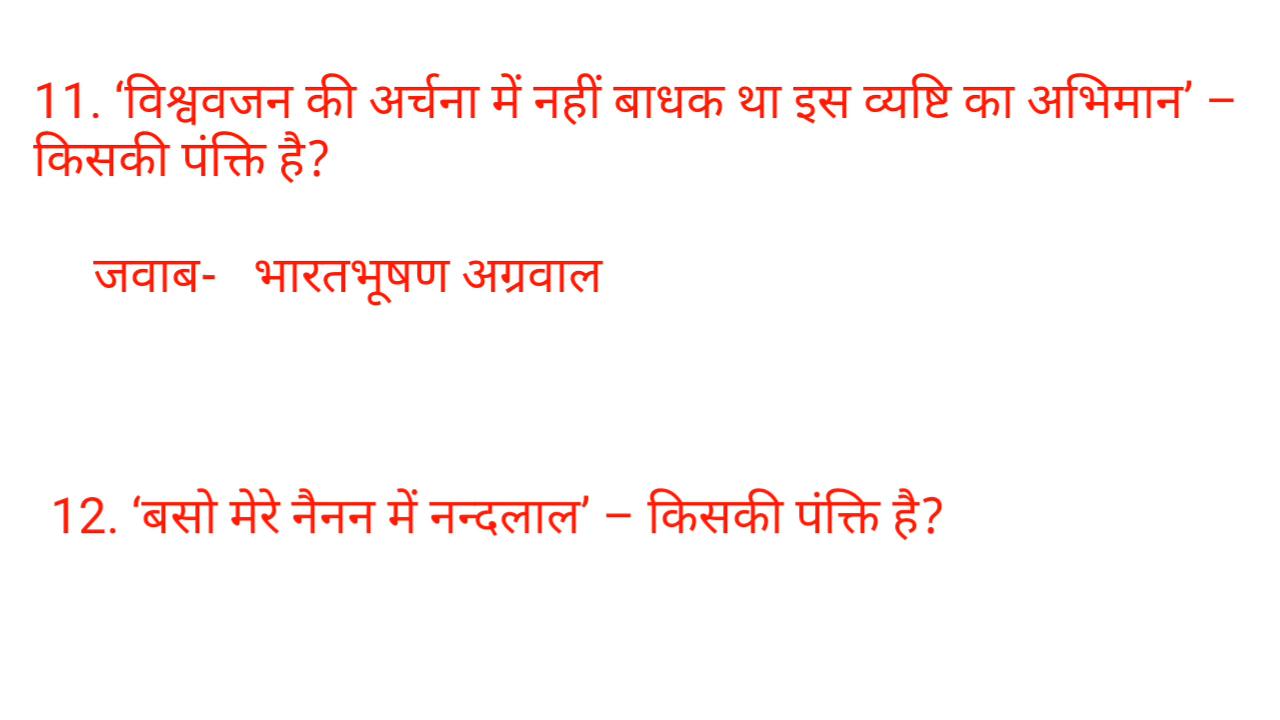 11. ‘विश्ववजन की अर्चना में नहीं बाधक था इस व्यष्टि का अभिमान’ –
किसकी पंक्ति है?
जवाब- भारतभूषण अग्रवाल
12. ‘बसो मेरे नैनन में नन्दलाल’ – किसकी पंक्ति है?